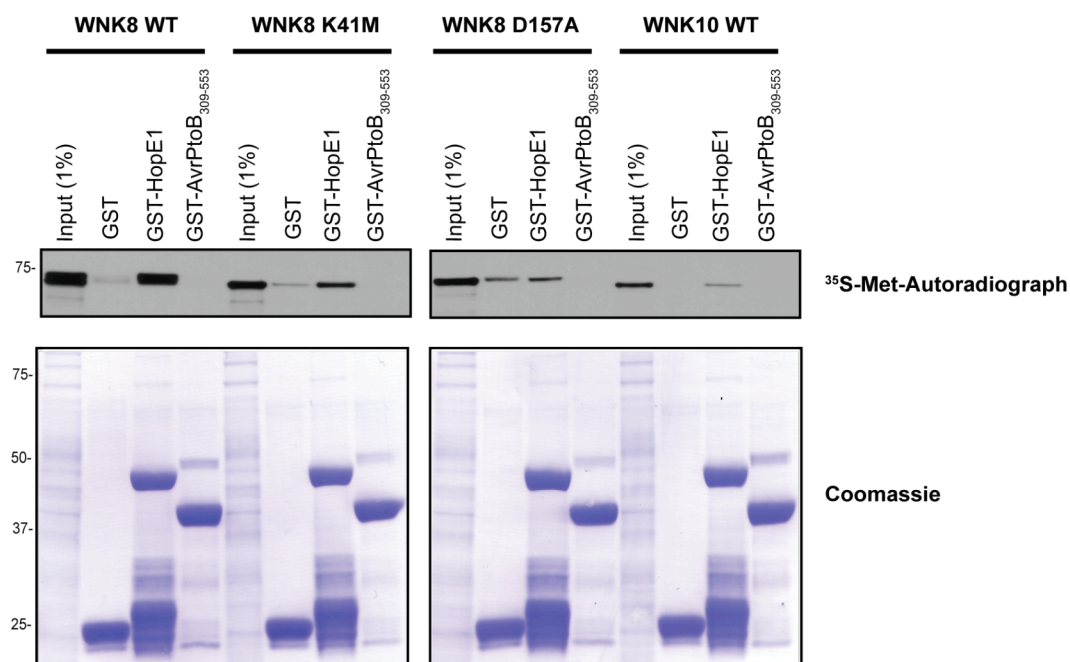 WNK8 WT WNK8 K41M WNK8 D157A WNK10 WT
Input (1%) GST GST-HopE1 GST-AvrPtoB309-553 Input (1%) GST GST-HopE1 GST-AvrPtoB309-553 Input (1%) GST GST-HopE1 GST-AvrPtoB309-553 Input (1%) GST GST-HopE1 GST-AvrPtoB309-553
75-
35S-Met-Autoradiograph
75-
50-
Coomassie
37-
25-